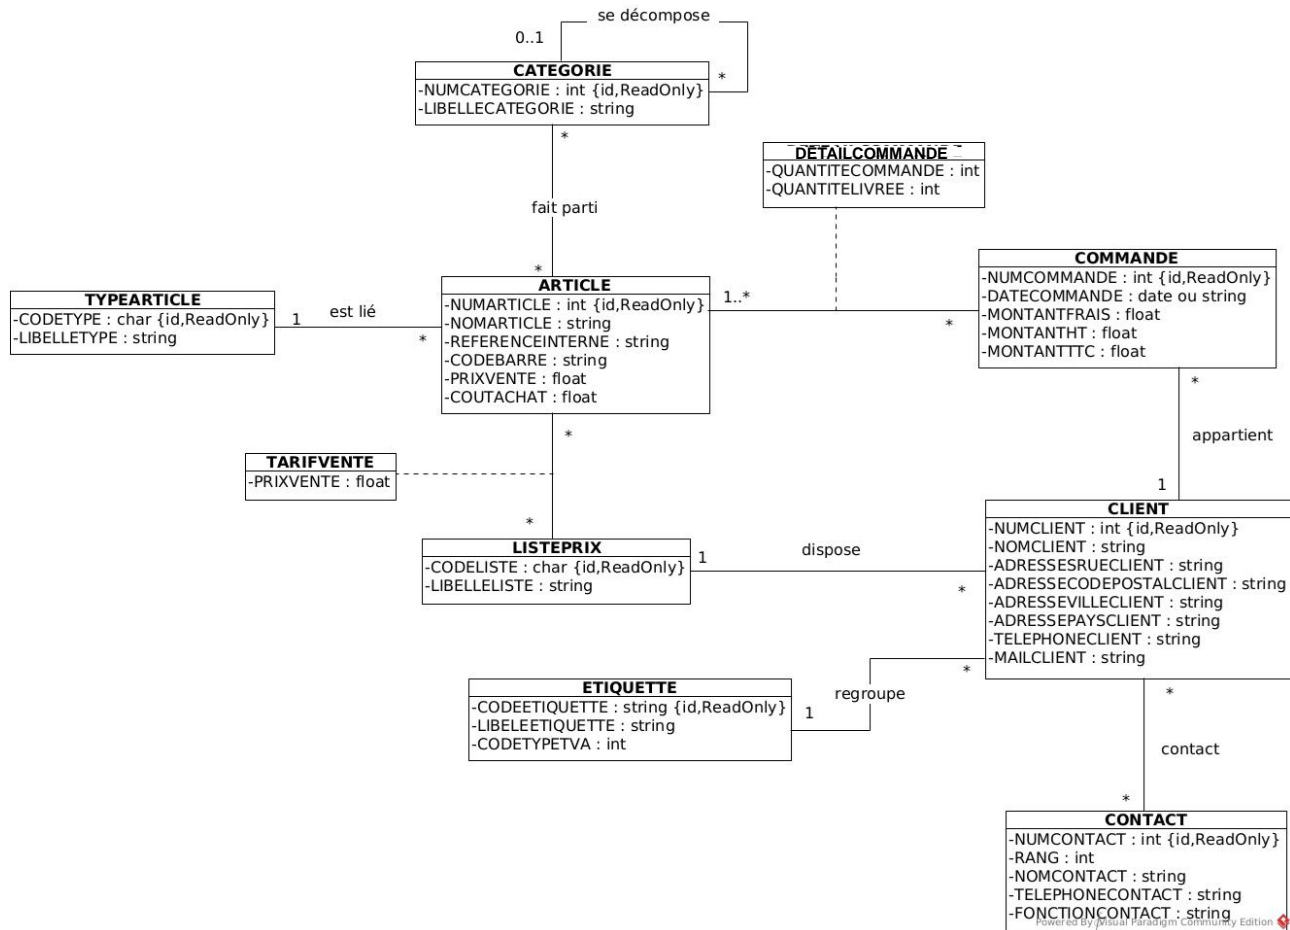 se décompose
0..1
*
CATEGORIE
-NUMCATEGORIE : int {id,ReadOnly}
-LIBELLECATEGORIE : string
*
fait parti
*
DETAILCOMMANDE
-QUANTITECOMMANDE : int
-QUANTITELIVREE : int
TYPEARTICLE
-CODETYPE : char {id,ReadOnly}
-LIBELLETYPE : string
1
est lié
*
ARTICLE
-NUMARTICLE : int {id,ReadOnly}
-NOMARTICLE : string
-REFERENCEINTERNE : string
-CODEBARRE : string
-PRIXVENTE : float
-COUTACHAT : float
1..*
*
COMMANDE
-NUMCOMMANDE : int {id,ReadOnly}
-DATECOMMANDE : date ou string
-MONTANTFRAIS : float
-MONTANTHT : float
-MONTANTTTC : float
*
appartient
1
*
TARIFVENTE
-PRIXVENTE : float
*
LISTEPRIX
-CODELISTE : char {id,ReadOnly}
-LIBELLELISTE : string
1
dispose
*
CLIENT
-NUMCLIENT : int {id,ReadOnly}
-NOMCLIENT : string
-ADRESSESRUECLIENT : string
-ADRESSECODEPOSTALCLIENT : string
-ADRESSEVILLECLIENT : string
-ADRESSEPAYSCLIENT : string
-TELEPHONECLIENT : string
-MAILCLIENT : string
*
regroupe
1
ETIQUETTE
-CODEETIQUETTE : string {id,ReadOnly}
-LIBELEETIQUETTE : string
-CODETYPETVA : int
*
contact
*
CONTACT
-NUMCONTACT : int {id,ReadOnly}
-RANG : int
-NOMCONTACT : string
-TELEPHONECONTACT : string
-FONCTIONCONTACT : string
Powered By Visual Paradigm Community Edition